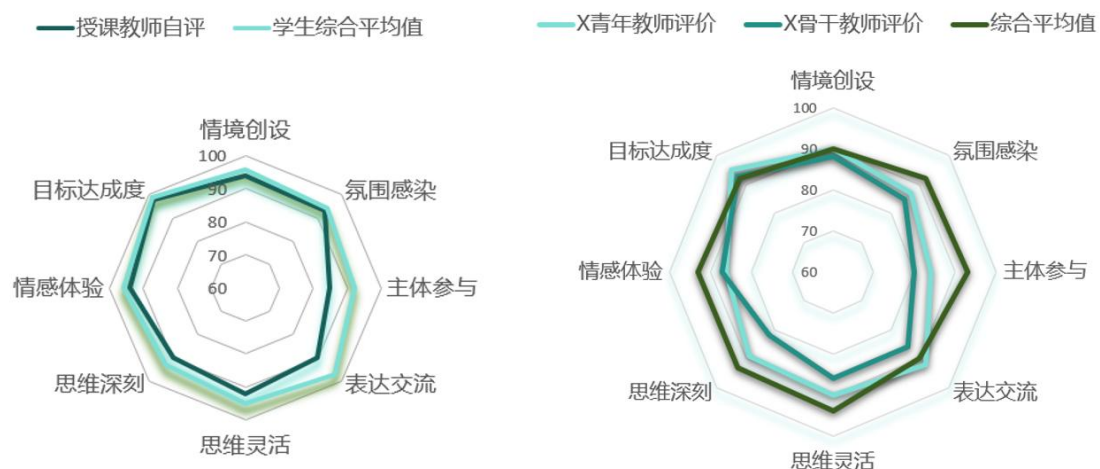 授课教师自评 学生综合平均值
情境创设
100
目标达成度 90 氛围感染
80
70
情感体验 60 主体参与
思维深刻 表达交流
思维灵活
X青年教师评价 X骨干教师评价 综合平均值
情境创设
100
目标达成度 90 氛围感染
80
70
情感体验 60 主体参与
思维深刻 表达交流
思维灵活